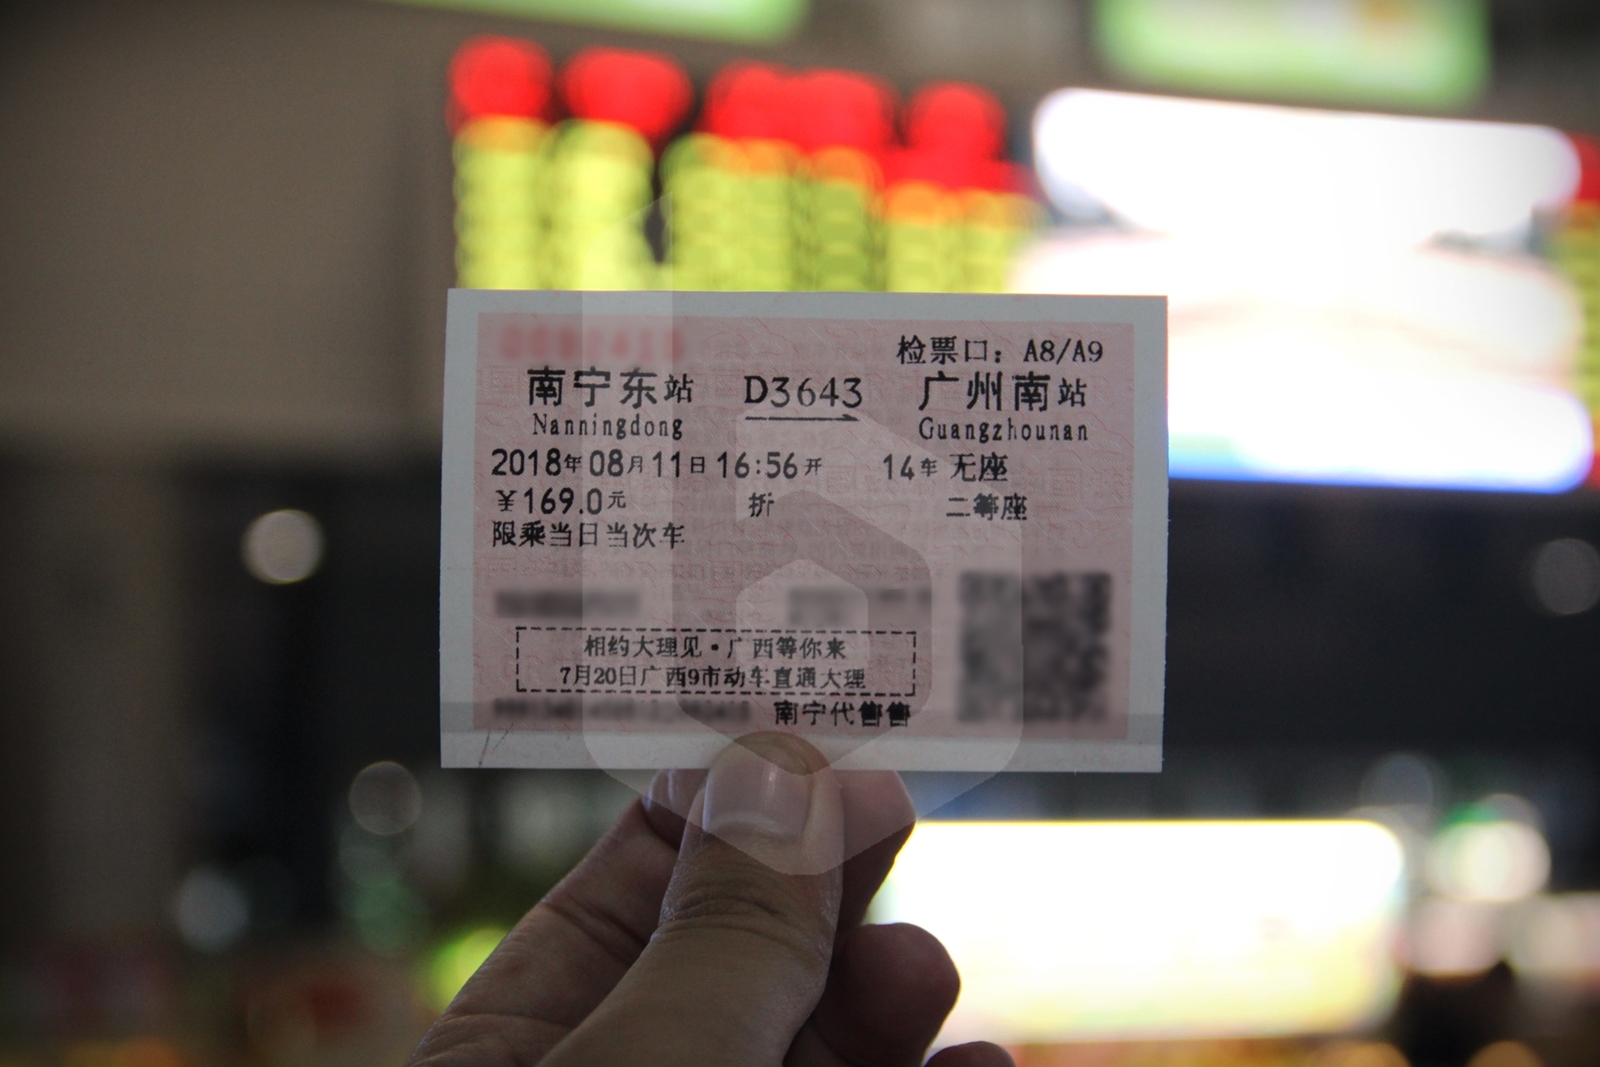 检票口：A8/A9
南宁东站 D3643 广州南站
Nanningdong Guangzhounan
2018年08月11日16:56开 14车 无座
￥169.0元 折 二等座
限乘当日当次车
相约大理见·广西等你来
7月20日广西9市动车直通大理
南宁代售售